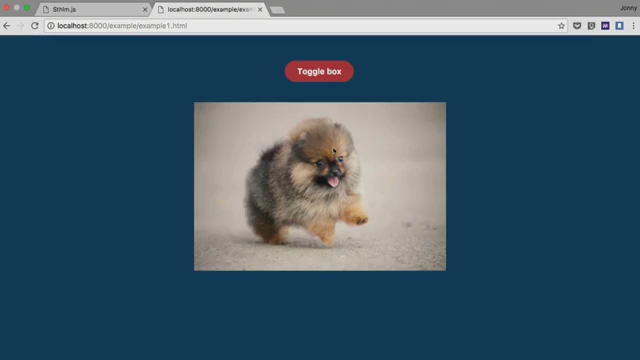 Sthlm.js
localhost:8000/example/exam
Jonny
localhost:8000/example/example1.html
Toggle box